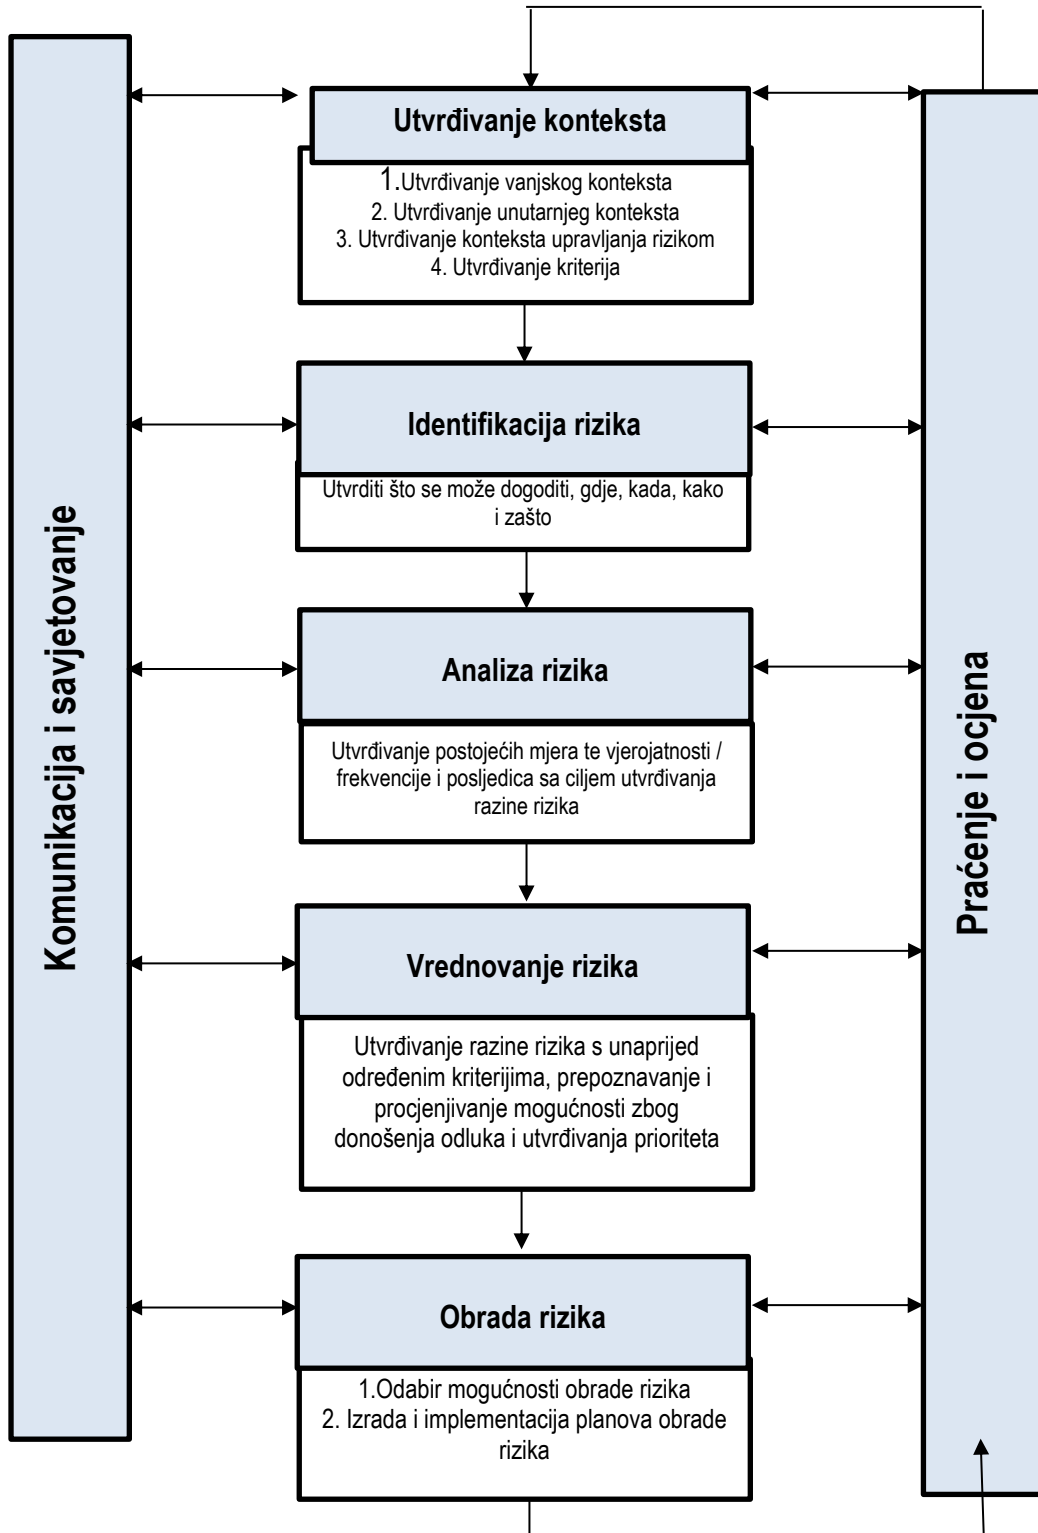 Komunikacija i savjetovanje
Utvrđivanje konteksta
1.Utvrđivanje vanjskog konteksta
2. Utvrđivanje unutarnjeg konteksta
3. Utvrđivanje konteksta upravljanja rizikom
4. Utvrđivanje kriterija
Identifikacija rizika
Utvrditi što se može dogoditi, gdje, kada, kako
i zašto
Analiza rizika
Utvrđivanje postojećih mjera te vjerojatnosti /
frekvencije i posljedica sa ciljem utvrđivanja
razine rizika
Vrednovanje rizika
Utvrđivanje razine rizika s unaprijed
određenim kriterijima, prepoznavanje i
procjenjivanje mogućnosti zbog
donošenja odluka i utvrđivanja prioriteta
Obrada rizika
1.Odabir mogućnosti obrade rizika
2. Izrada i implementacija planova obrade
rizika
Praćenje i ocjena